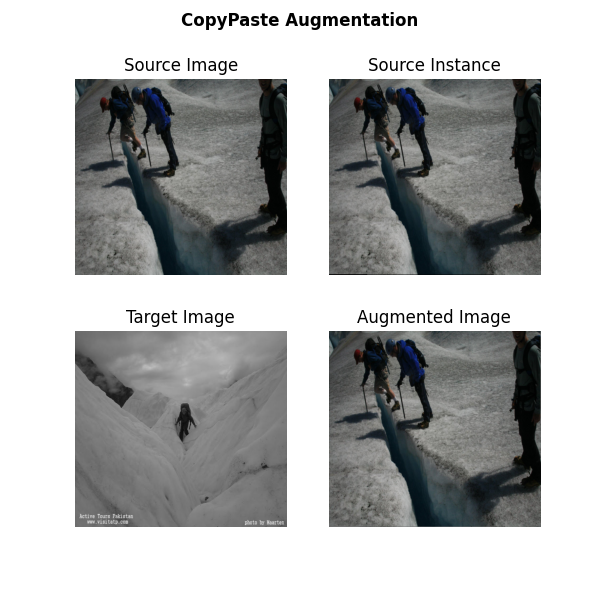 CopyPaste Augmentation
Source Image
Source Instance
Target Image
Augmented Image
Active Tours Pakistan
www.visitatp.com
photo by Maarten